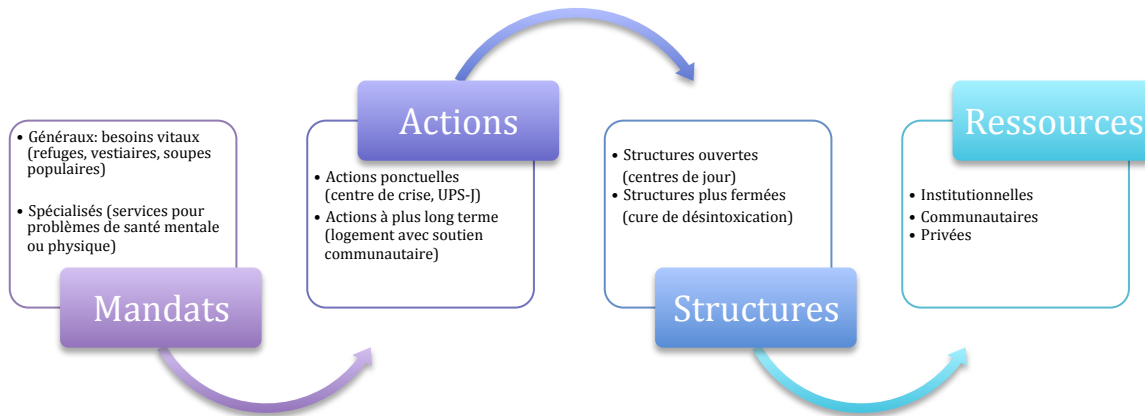 • Généraux: besoins vitaux
(refuges, vestiaires, soupes
populaires)
• Spécialisés (services pour
problèmes de santé mentale
ou physique)
Mandats
Actions
• Actions ponctuelles
(centre de crise, UPS-J)
• Actions à plus long terme
(logement avec soutien
communautaire)
• Structures ouvertes
(centres de jour)
• Structures plus fermées
(cure de désintoxication)
Structures
Ressources
• Institutionnelles
• Communautaires
• Privées